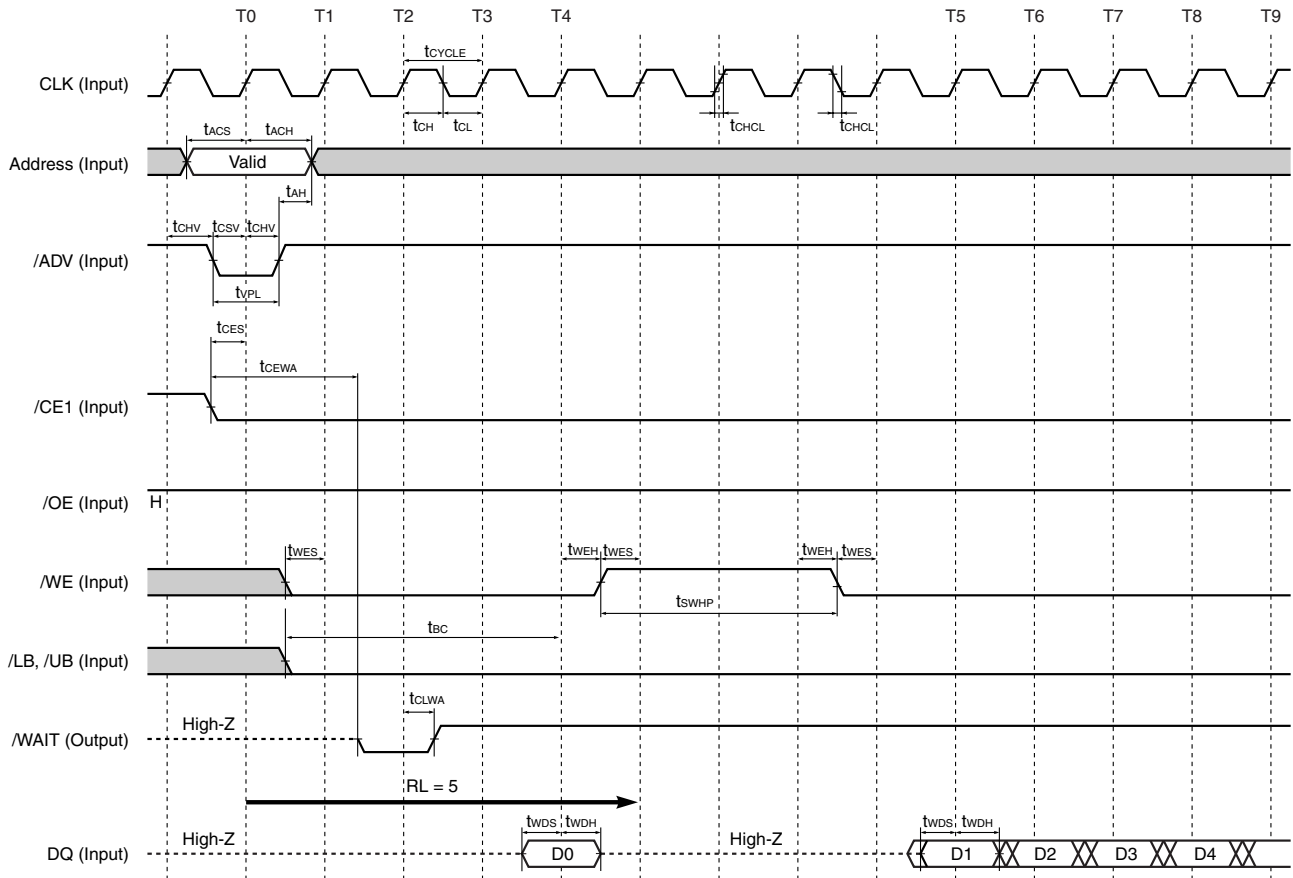 T0 T1 T2 T3 T4 T5 T6 T7 T8 T9
tCYCLE
CLK (Input)
tCH tCL tCHCL tCHCL
tACS tACH
Address (Input) Valid
tAH
tCHV tCSV tCHV
/ADV (Input)
tVPL
tCES
tCEWA
/CE1 (Input)
/OE (Input) H
tWES tWEH tWES tWEH tWES
/WE (Input)
tSWHP
tBC
/LB, /UB (Input)
tCLWA
High-Z
/WAIT (Output)
RL = 5
tWDS tWDH tWDS tWDH
High-Z High-Z
DQ (Input) D0 D1 D2 D3 D4